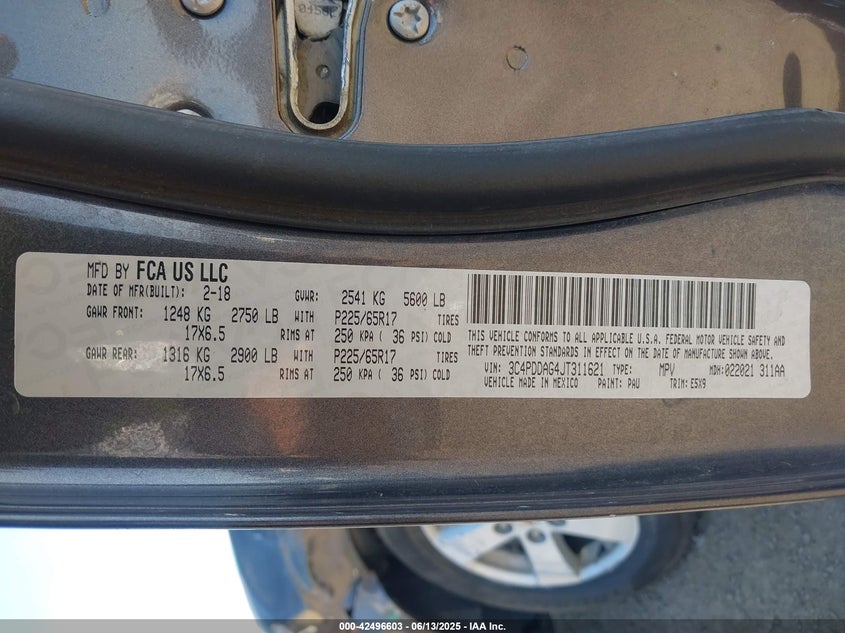 0456
MFD BY FCA US LLC
DATE OF MFR(BUILT): 2-18 GVWR: 2541 KG 5600 LB
GAWR FRONT: 1248 KG 2750 LB WITH P225/65R17 TIRES
17X6.5 RIMS AT 250 KPA ( 36 PSI) COLD
GAWR REAR: 1316 KG 2900 LB WITH P225/65R17 TIRES
17X6.5 RIMS AT 250 KPA ( 36 PSI) COLD
THIS VEHICLE CONFORMS TO ALL APPLICABLE U.S.A. FEDERAL MOTOR VEHICLE SAFETY AND
THEFT PREVENTION STANDARDS IN EFFECT ON THE DATE OF MANUFACTURE SHOWN ABOVE.
VIN: 3C4PDDAG4JT311621 TYPE: MPV MDH:022021 311AA
VEHICLE MADE IN MEXICO PAINT: PAU TRIM: E5X9
000-42496603 - 06/13/2025 - IAA Inc.